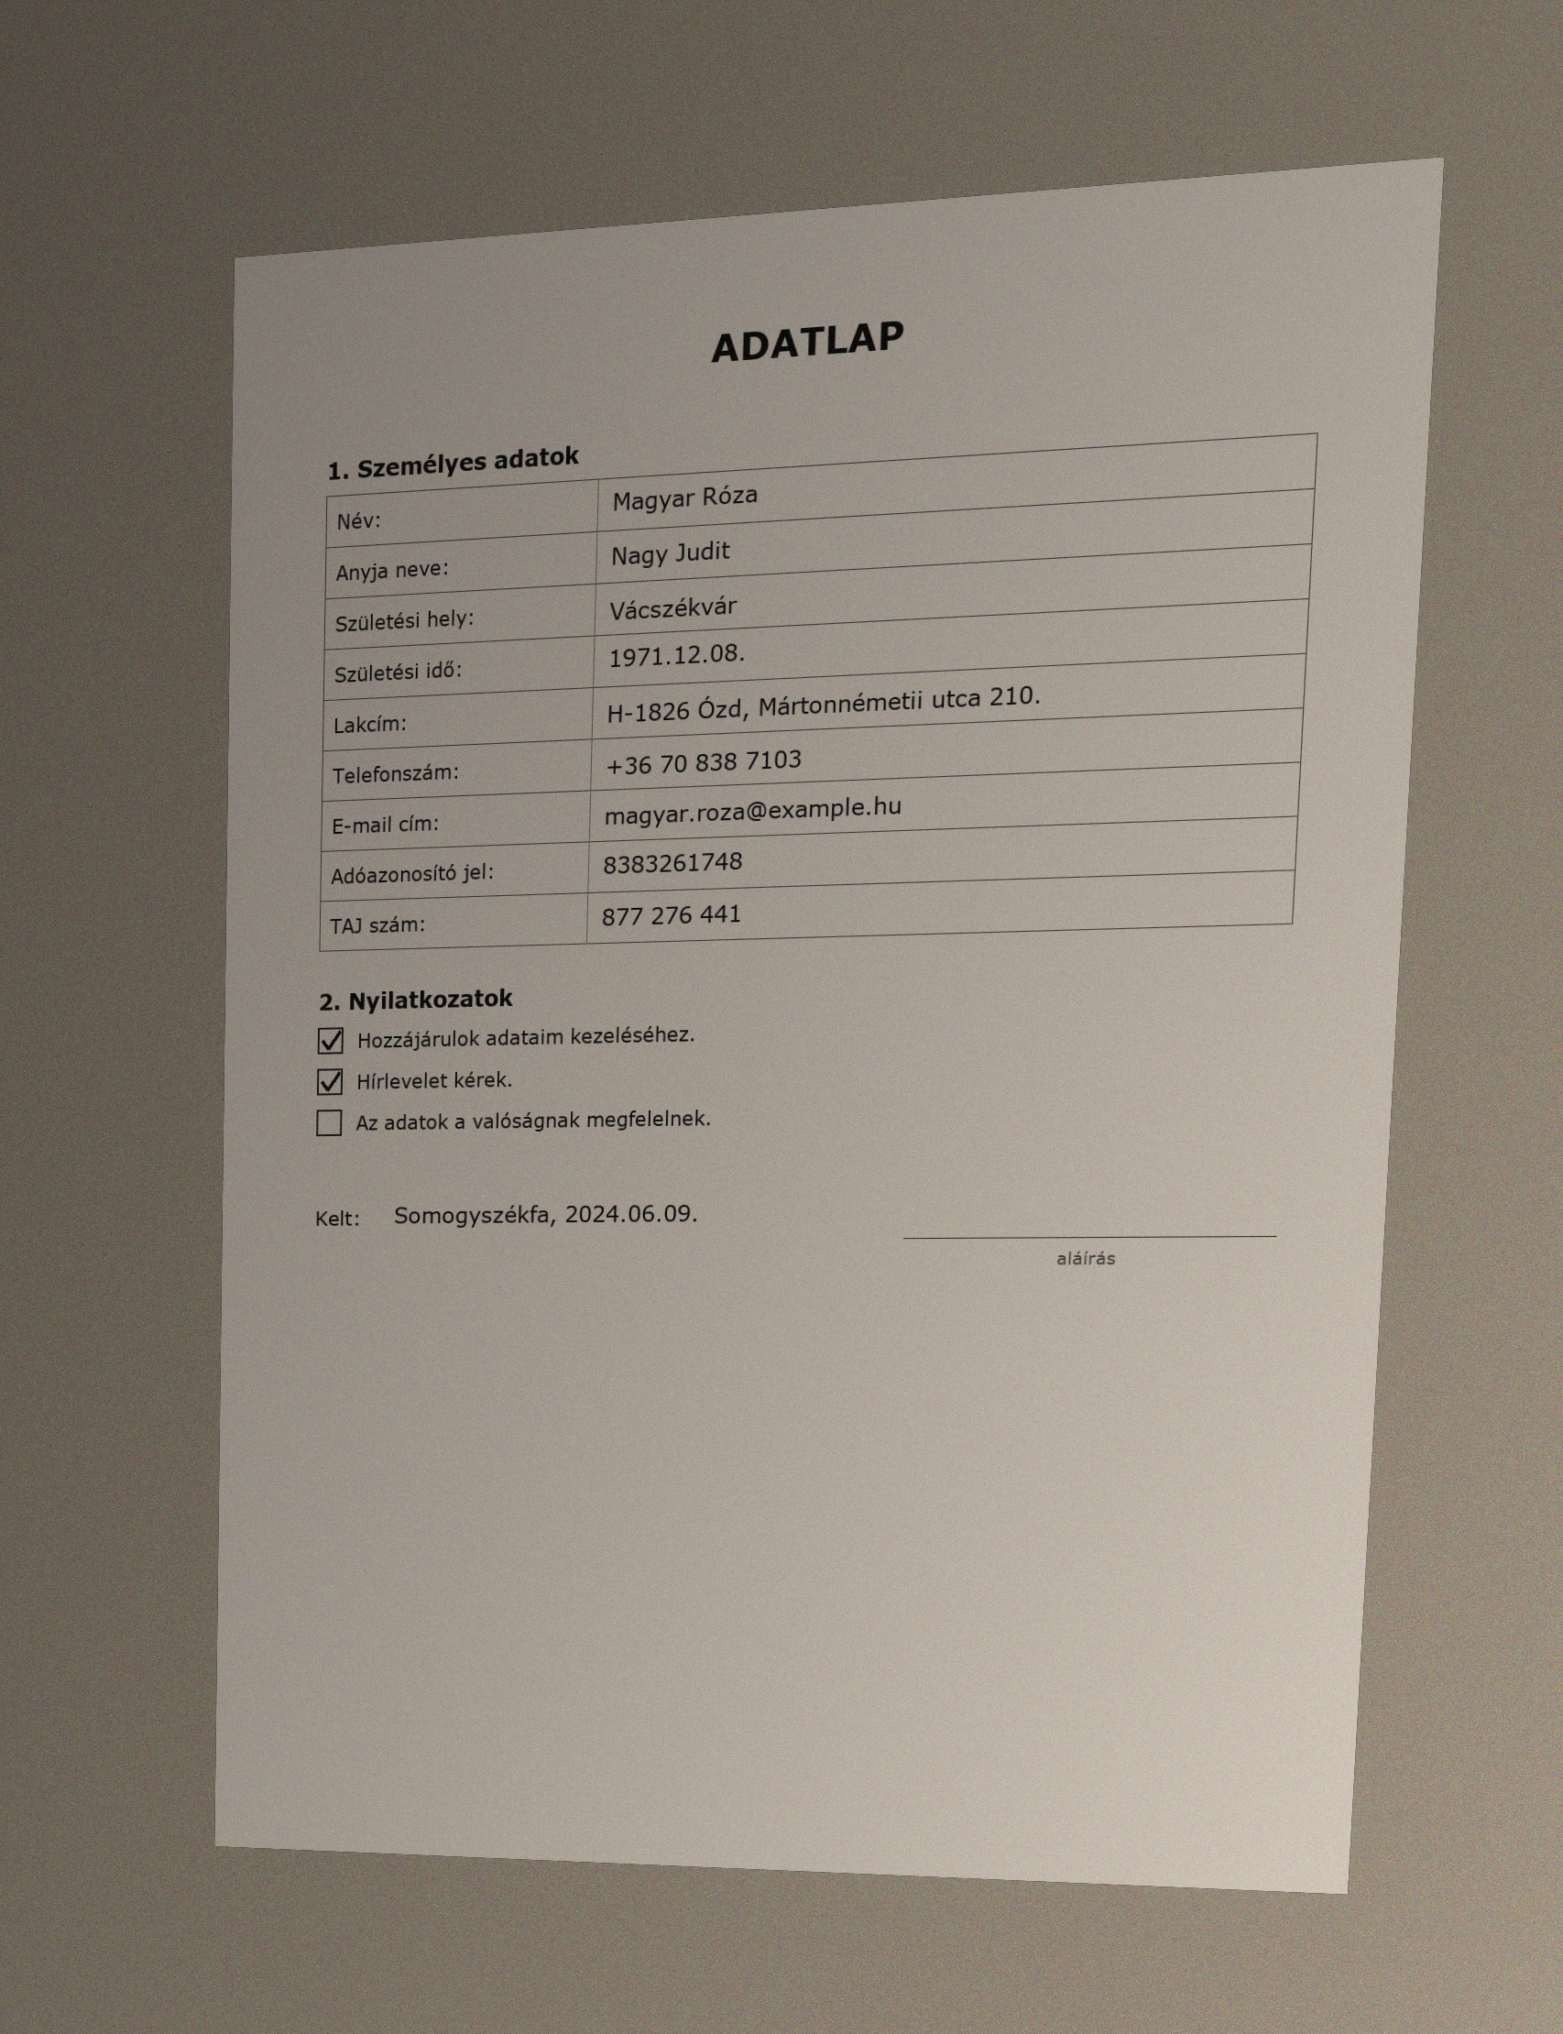 ADATLAP
1. Személyes adatok
Név: Magyar Róza
Anyja neve: Nagy Judit
Születési hely: Vácszékvár
Születési idő: 1971.12.08.
Lakcím: H-1826 Ózd, Mártonnémetii utca 210.
Telefonszám: +36 70 838 7103
E-mail cím: magyar.roza@example.hu
Adóazonosító jel: 8383261748
TAJ szám: 877 276 441
2. Nyilatkozatok
Hozzájárulok adataim kezeléséhez.
Hírlevelet kérek.
Az adatok a valóságnak megfelelnek.
Kelt: Somogyszékfa, 2024.06.09.
aláírás